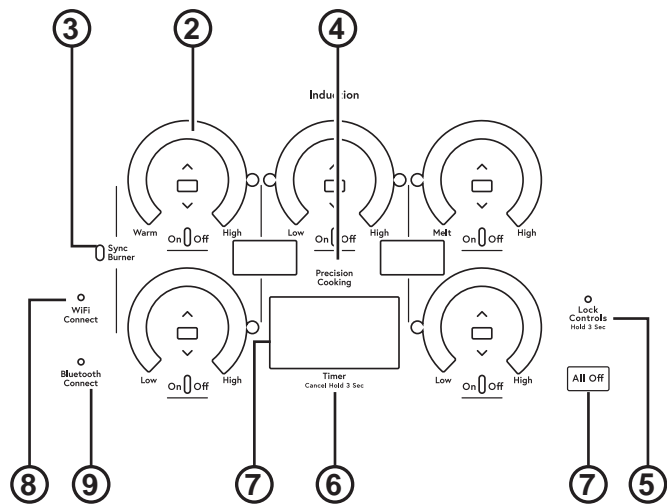 3
2
4
Induction
Warm
High
Low
High
Melt
High
On Off
On Off
On Off
Sync
Burner
Precision
Cooking
WiFi
Connect
Lock
Controls
Hold 3 Sec
Bluetooth
Connect
Low
High
On Off
Timer
Cancel Hold 3 Sec
Low
High
On Off
All Off
8
9
7
6
7
5